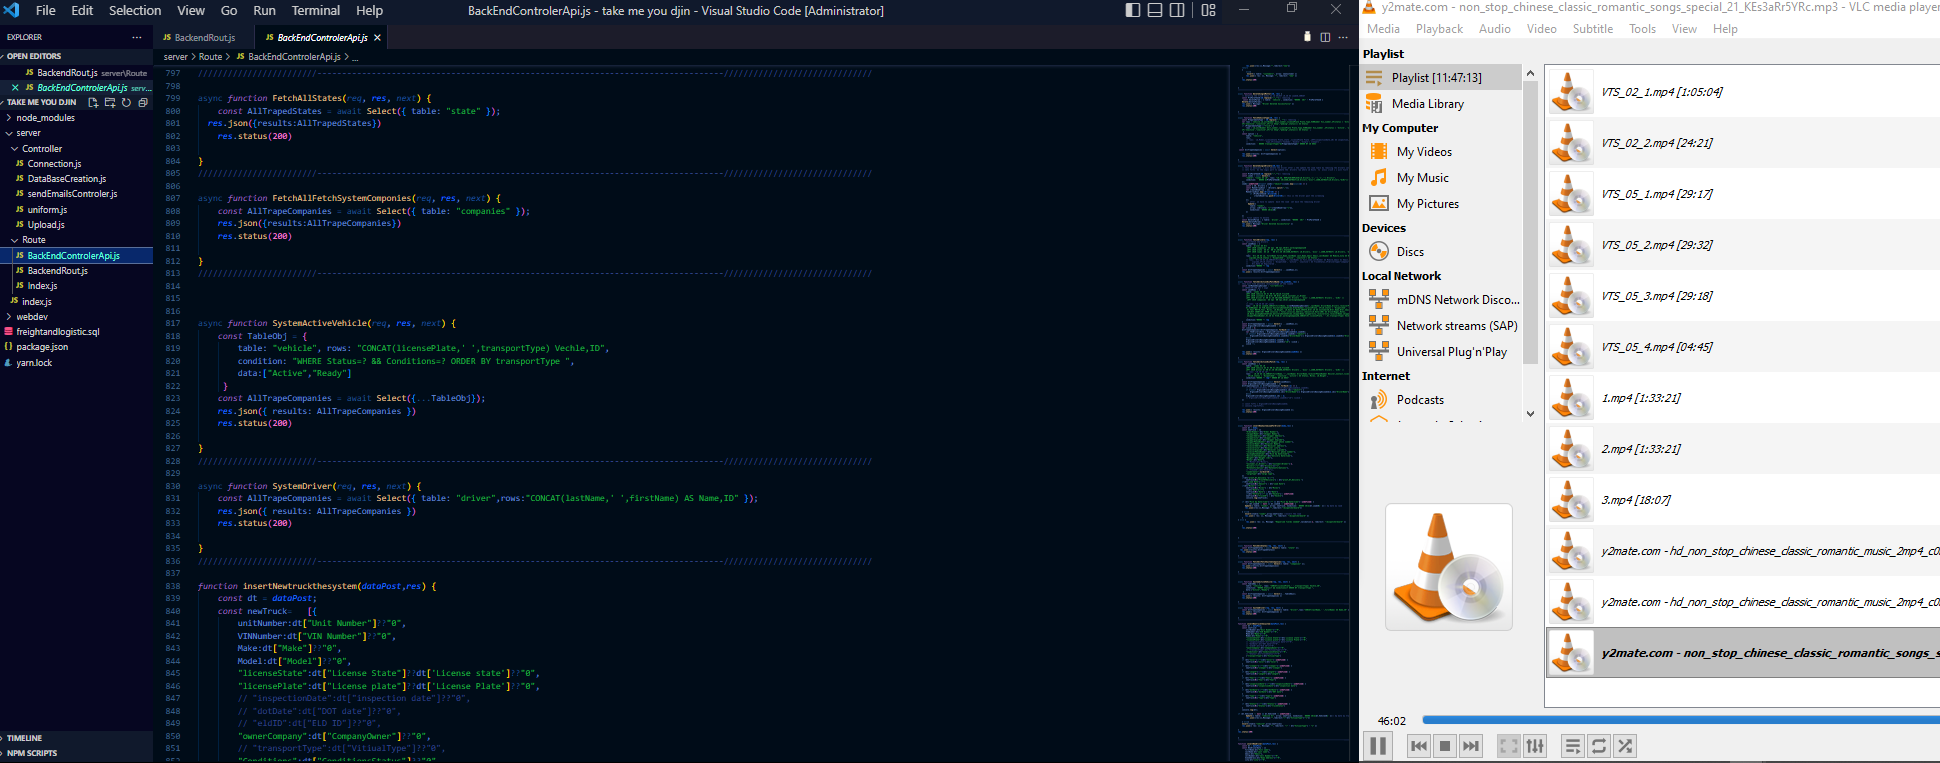 File Edit Selection View Go Run Terminal Help
BackEndControlerApi.js - take me you djin - Visual Studio Code [Administrator]
EXPLORER
OPEN EDITORS
BackendRout.js server\Route
BackEndControlerApi.js serv...
TAKE ME YOU DJIN
node_modules
server
Controller
JS Connection.js
JS DataBaseCreation.js
JS sendEmailsControler.js
JS uniform.js
JS Upload.js
Route
JS BackEndControlerApi.js
JS BackendRout.js
JS Index.js
JS index.js
webdev
freightandlogistic.sql
{} package.json
yarn.lock
TIMELINE
NPM SCRIPTS
JS BackendRout.js
JS BackEndControlerApi.js
server > Route > JS BackEndControlerApi.js > ...
797
798
799 async function FetchAllStates(req, res, next) {
800 const AllTrapedStates = await Select({ table: "state" });
801 res.json({results:AllTrapedStates})
802 res.status(200)
803
804 }
805
806
807 async function FetchAllFetchSystemComponies(req, res, next) {
808 const AllTrapeCompanies = await Select({ table: "companies" });
809 res.json({results:AllTrapeCompanies})
810 res.status(200)
811
812 }
813
814
815
816
817 async function SystemActiveVehicle(req, res, next) {
818 const TableObj = {
819 table: "vehicle", rows: "CONCAT(licensePlate,' ',transportType) Vechle,ID",
820 condition: "WHERE Status=? && Conditions=? ORDER BY transportType ",
821 data:["Active","Ready"]
822 }
823 const AllTrapeCompanies = await Select({...TableObj});
824 res.json({ results: AllTrapeCompanies })
825 res.status(200)
826
827 }
828
829
830 async function SystemDriver(req, res, next) {
831 const AllTrapeCompanies = await Select({ table: "driver",rows:"CONCAT(lastName,' ',firstName) AS Name,ID" });
832 res.json({ results: AllTrapeCompanies })
833 res.status(200)
834
835 }
836
837
838 function insertNewtruckthesystem(dataPost,res) {
839 const dt = dataPost;
840 const newTruck= [{
841 unitNumber:dt["Unit Number"]??"0",
842 VINNumber:dt["VIN Number"]??"0",
843 Make:dt["Make"]??"0",
844 Model:dt["Model"]??"0",
845 "licenseState":dt["License State"]??dt['License state']??"0",
846 "licensePlate":dt["License plate"]??dt['License Plate']??"0",
847 // "inspectionDate":dt["inspection date"]??"0",
848 // "dotDate":dt["DOT date"]??"0",
849 // "eldID":dt["ELD ID"]??"0",
850 "ownerCompany":dt["CompanyOwner"]??"0",
851 // "transportType":dt["VitlualType"]??"0",
852 "Conditions":dt["ConditionsStatus"]??"0"
y2mate.com - non_stop_chinese_classic_romantic_songs_special_21_KEs3aRr5YRc.mp3 - VLC media player
Media Playback Audio Video Subtitle Tools View Help
Playlist
Playlist [11:47:13]
Media Library
My Computer
My Videos
My Music
My Pictures
Devices
Discs
Local Network
mDNS Network Disco...
Network streams (SAP)
Universal Plug'n'Play
Internet
Podcasts
VTS_02_1.mp4 [1:05:04]
VTS_02_2.mp4 [24:21]
VTS_05_1.mp4 [29:17]
VTS_05_2.mp4 [29:32]
VTS_05_3.mp4 [29:18]
VTS_05_4.mp4 [04:45]
1.mp4 [1:33:21]
2.mp4 [1:33:21]
3.mp4 [18:07]
y2mate.com - hd_non_stop_chinese_classic_romantic_music_2mp4_c0
y2mate.com - hd_non_stop_chinese_classic_romantic_music_2mp4_c0
y2mate.com - non_stop_chinese_classic_romantic_songs_s
46:02